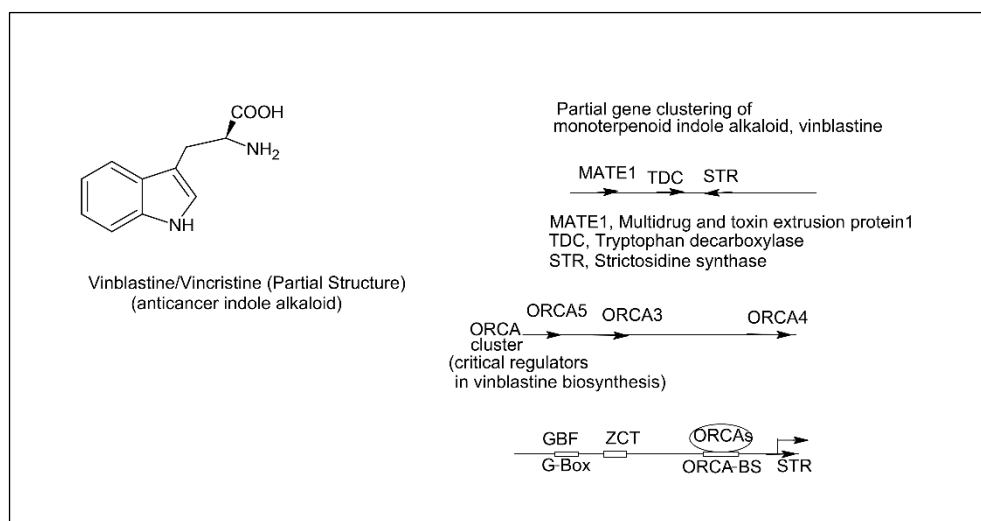 COOH
NH2
NH
Vinblastine/Vincristine (Partial Structure)
(anticancer indole alkaloid)
Partial gene clustering of
monoterpenoid indole alkaloid, vinblastine
MATE1 TDC STR
MATE1, Multidrug and toxin extrusion protein1
TDC, Tryptophan decarboxylase
STR, Strictosidine synthase
ORCA5 ORCA3 ORCA4
ORCA
cluster
(critical regulators
in vinblastine biosynthesis)
GBF ZCT ORCAs
G-Box ORCA-BS STR